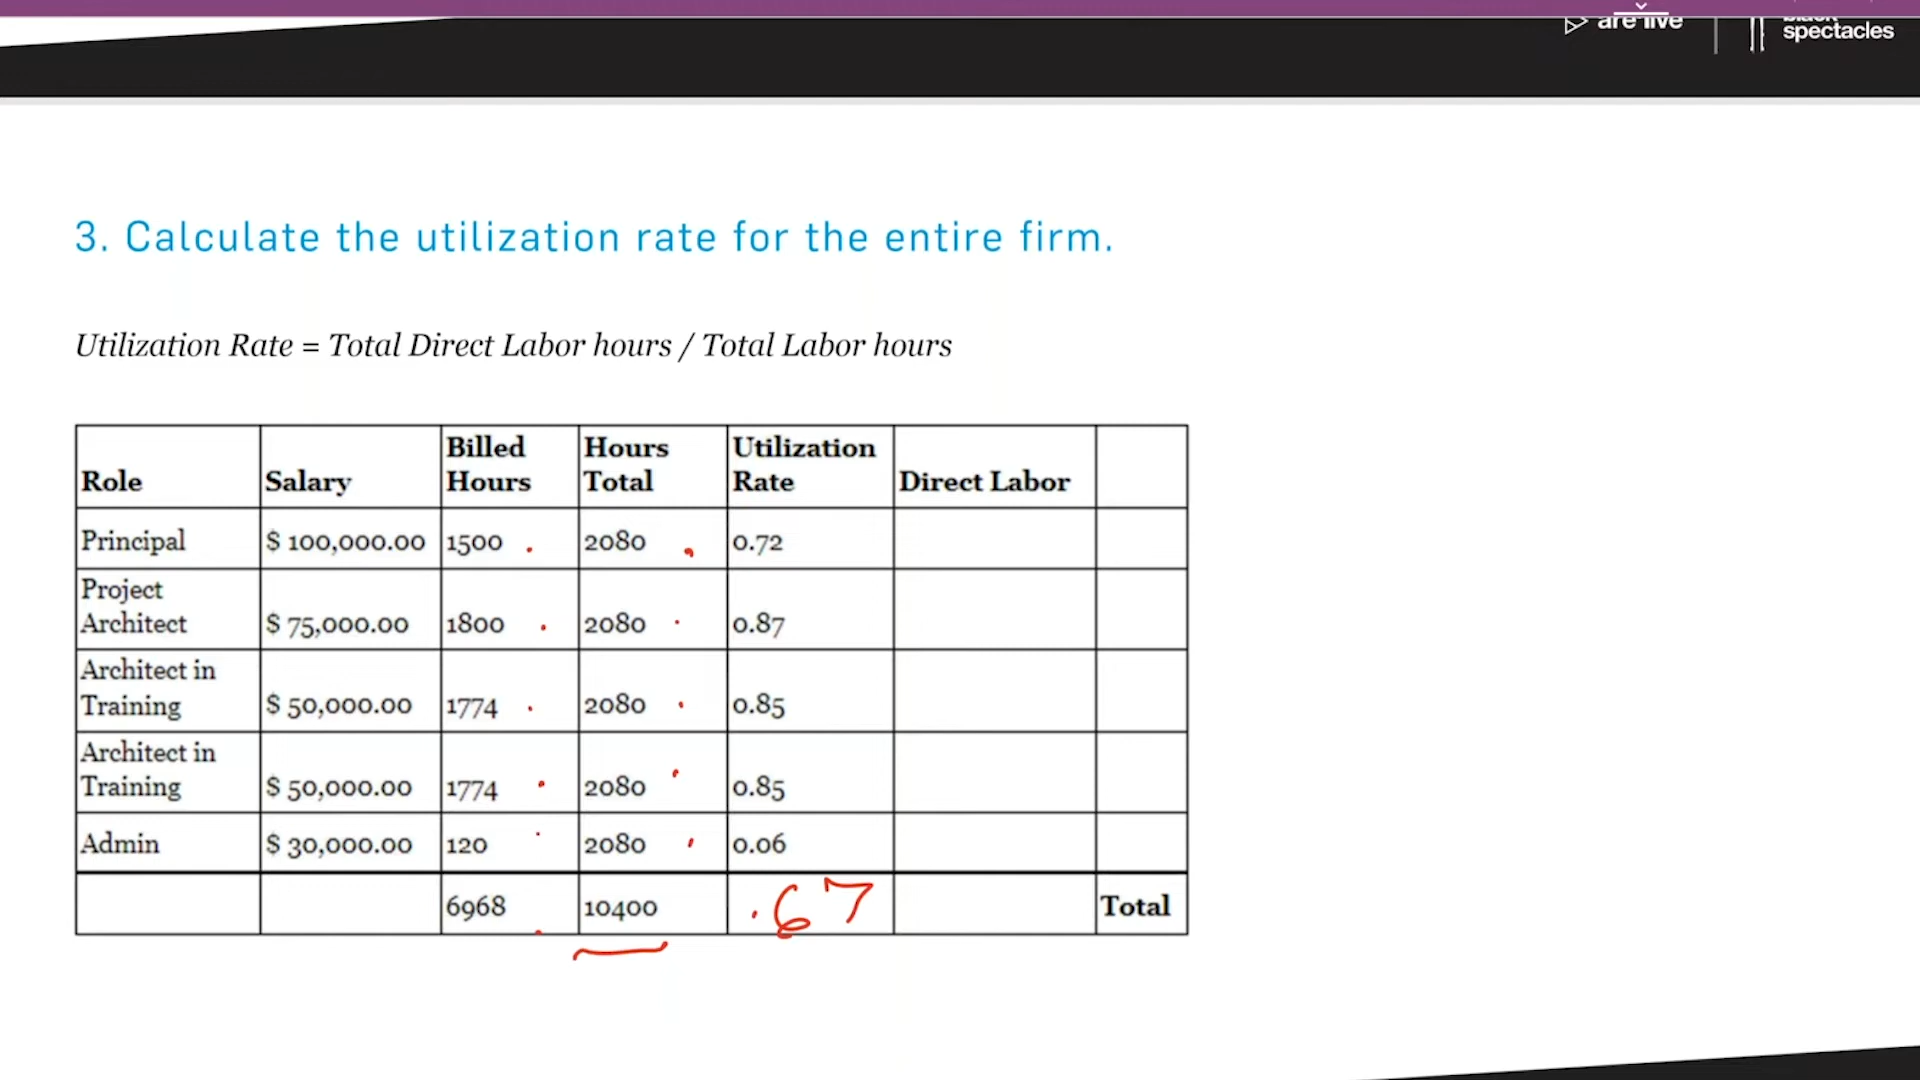 are live
spectacles
3. Calculate the utilization rate for the entire firm.
Utilization Rate = Total Direct Labor hours / Total Labor hours
Role Salary Billed Hours Hours Total Utilization Rate Direct Labor
Principal $ 100,000.00 1500 2080 0.72
Project Architect $ 75,000.00 1800 2080 0.87
Architect in Training $ 50,000.00 1774 2080 0.85
Architect in Training $ 50,000.00 1774 2080 0.85
Admin $ 30,000.00 120 2080 0.06
6968 10400 .67 Total